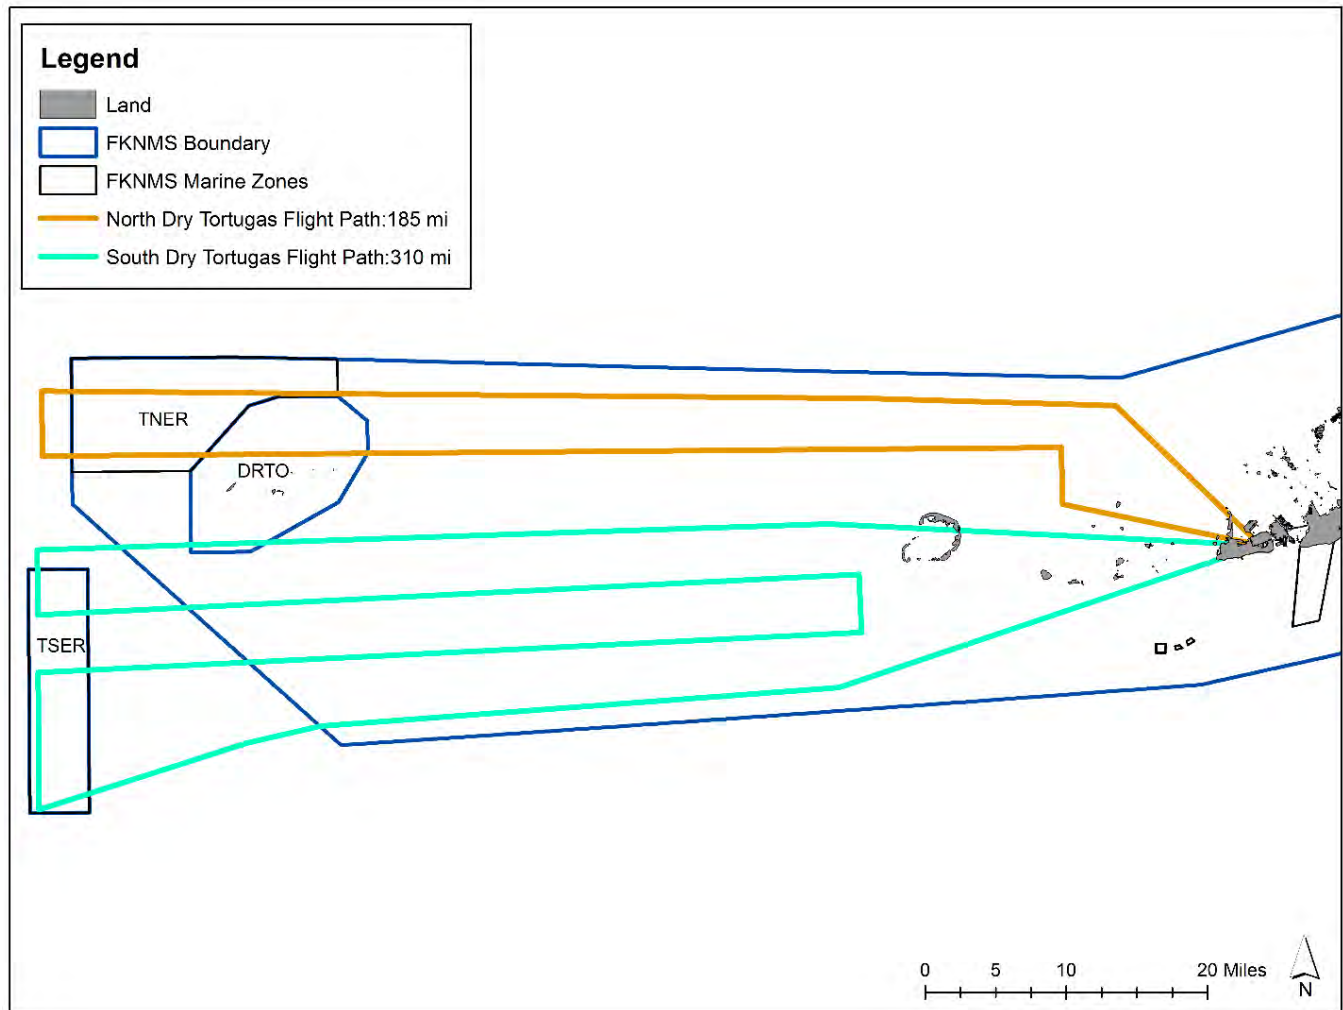 Legend
Land
FKNMS Boundary
FKNMS Marine Zones
North Dry Tortugas Flight Path:185 mi
South Dry Tortugas Flight Path:310 mi
TNER
DRTO
TSER
0 5 10 20 Miles
N